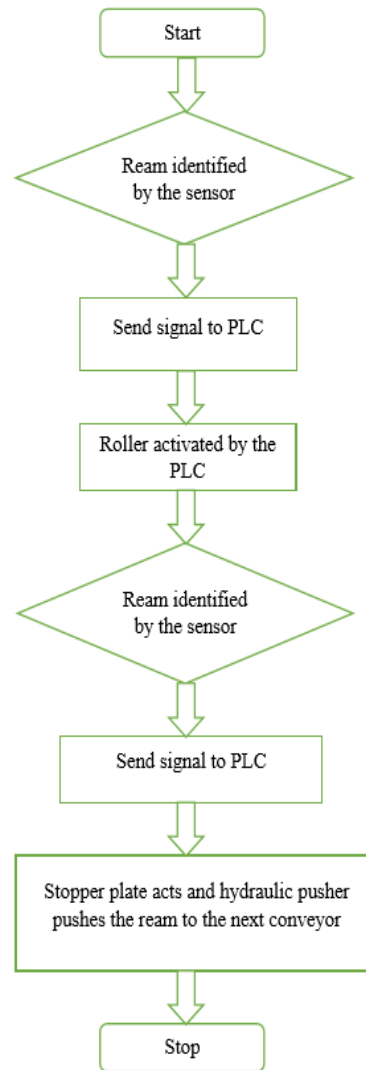 Start
Ream identified
by the sensor
Send signal to PLC
Roller activated by the
PLC
Ream identified
by the sensor
Send signal to PLC
Stopper plate acts and hydraulic pusher
pushes the ream to the next conveyor
Stop